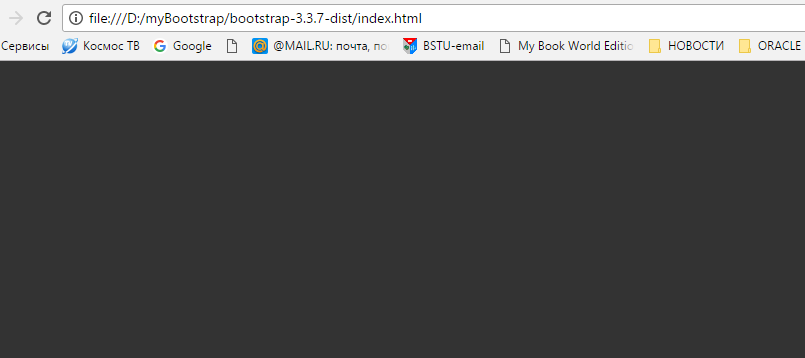 file:///D:/myBootstrap/bootstrap-3.3.7-dist/index.html
Сервисы Космос ТВ Google @MAIL.RU: почта, по BSTU-email My Book World Editio НОВОСТИ ORACLE